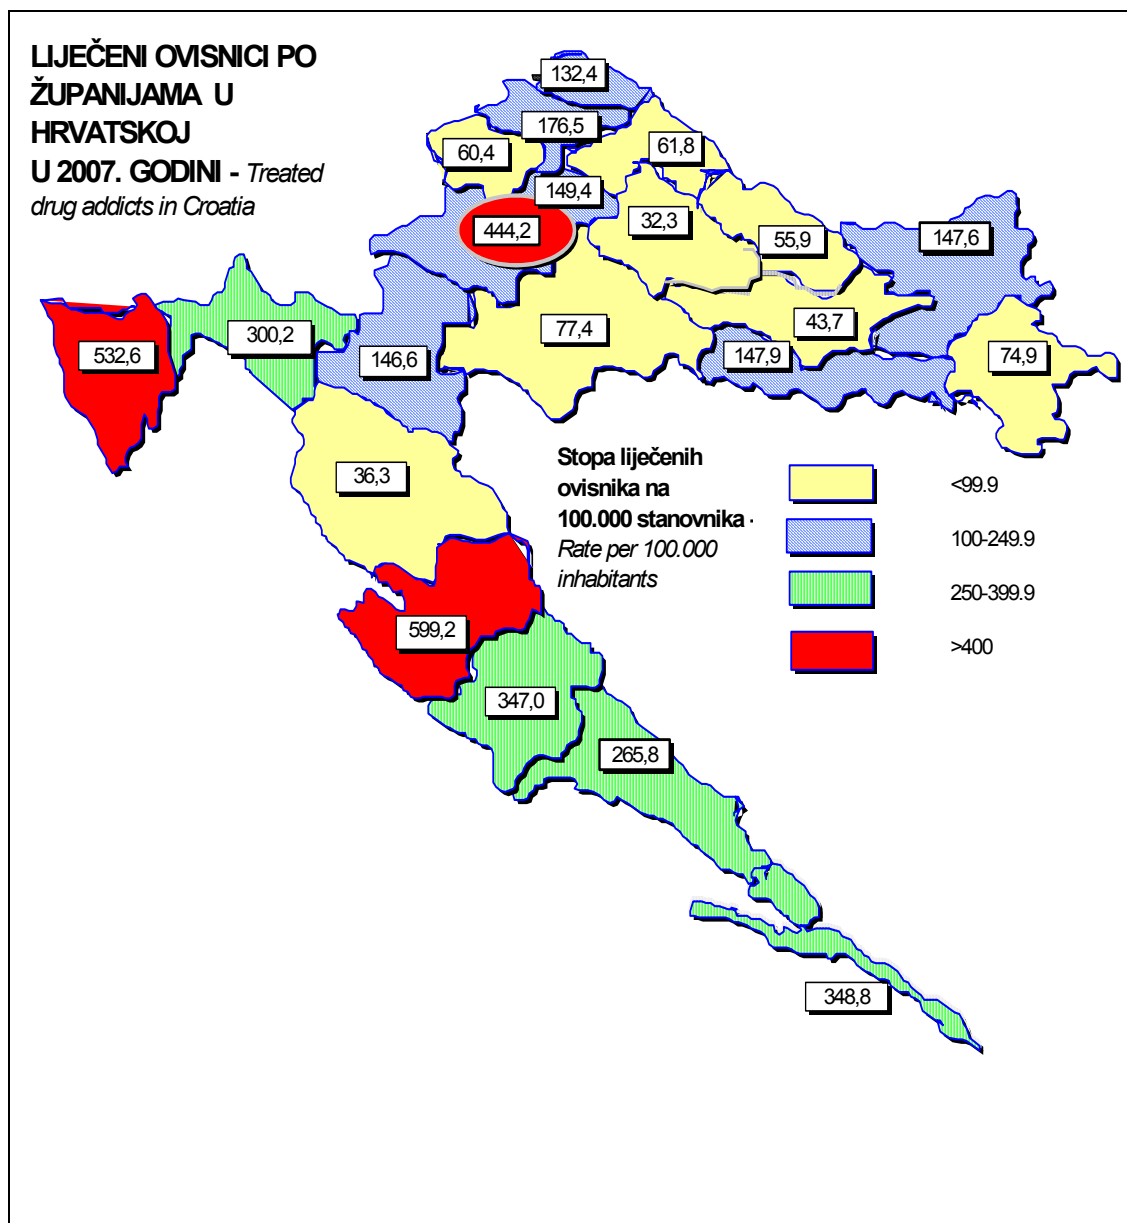 LIJEČENI OVISNICI PO
ŽUPANIJAMA U
HRVATSKOJ
U 2007. GODINI - Treated
drug addicts in Croatia
132,4
176,5
60,4
61,8
149,4
444,2
32,3
55,9
147,6
300,2
532,6
146,6
77,4
43,7
147,9
74,9
36,3
Stopa liječenih
ovisnika na
100.000 stanovnika -
Rate per 100.000
inhabitants
<99.9
100-249.9
250-399.9
>400
599,2
347,0
265,8
348,8